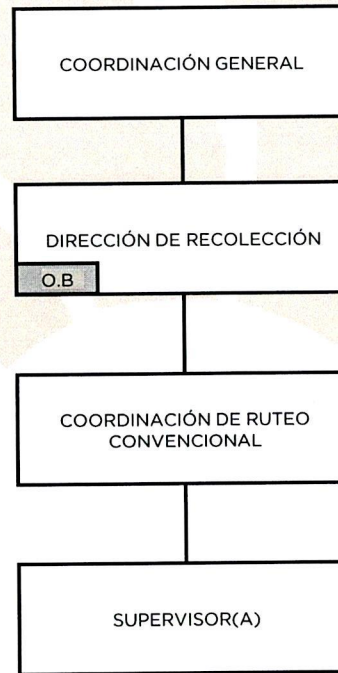 COORDINACIÓN GENERAL
DIRECCIÓN DE RECOLECCIÓN
O.B
COORDINACIÓN DE RUTEO
CONVENCIONAL
SUPERVISOR(A)